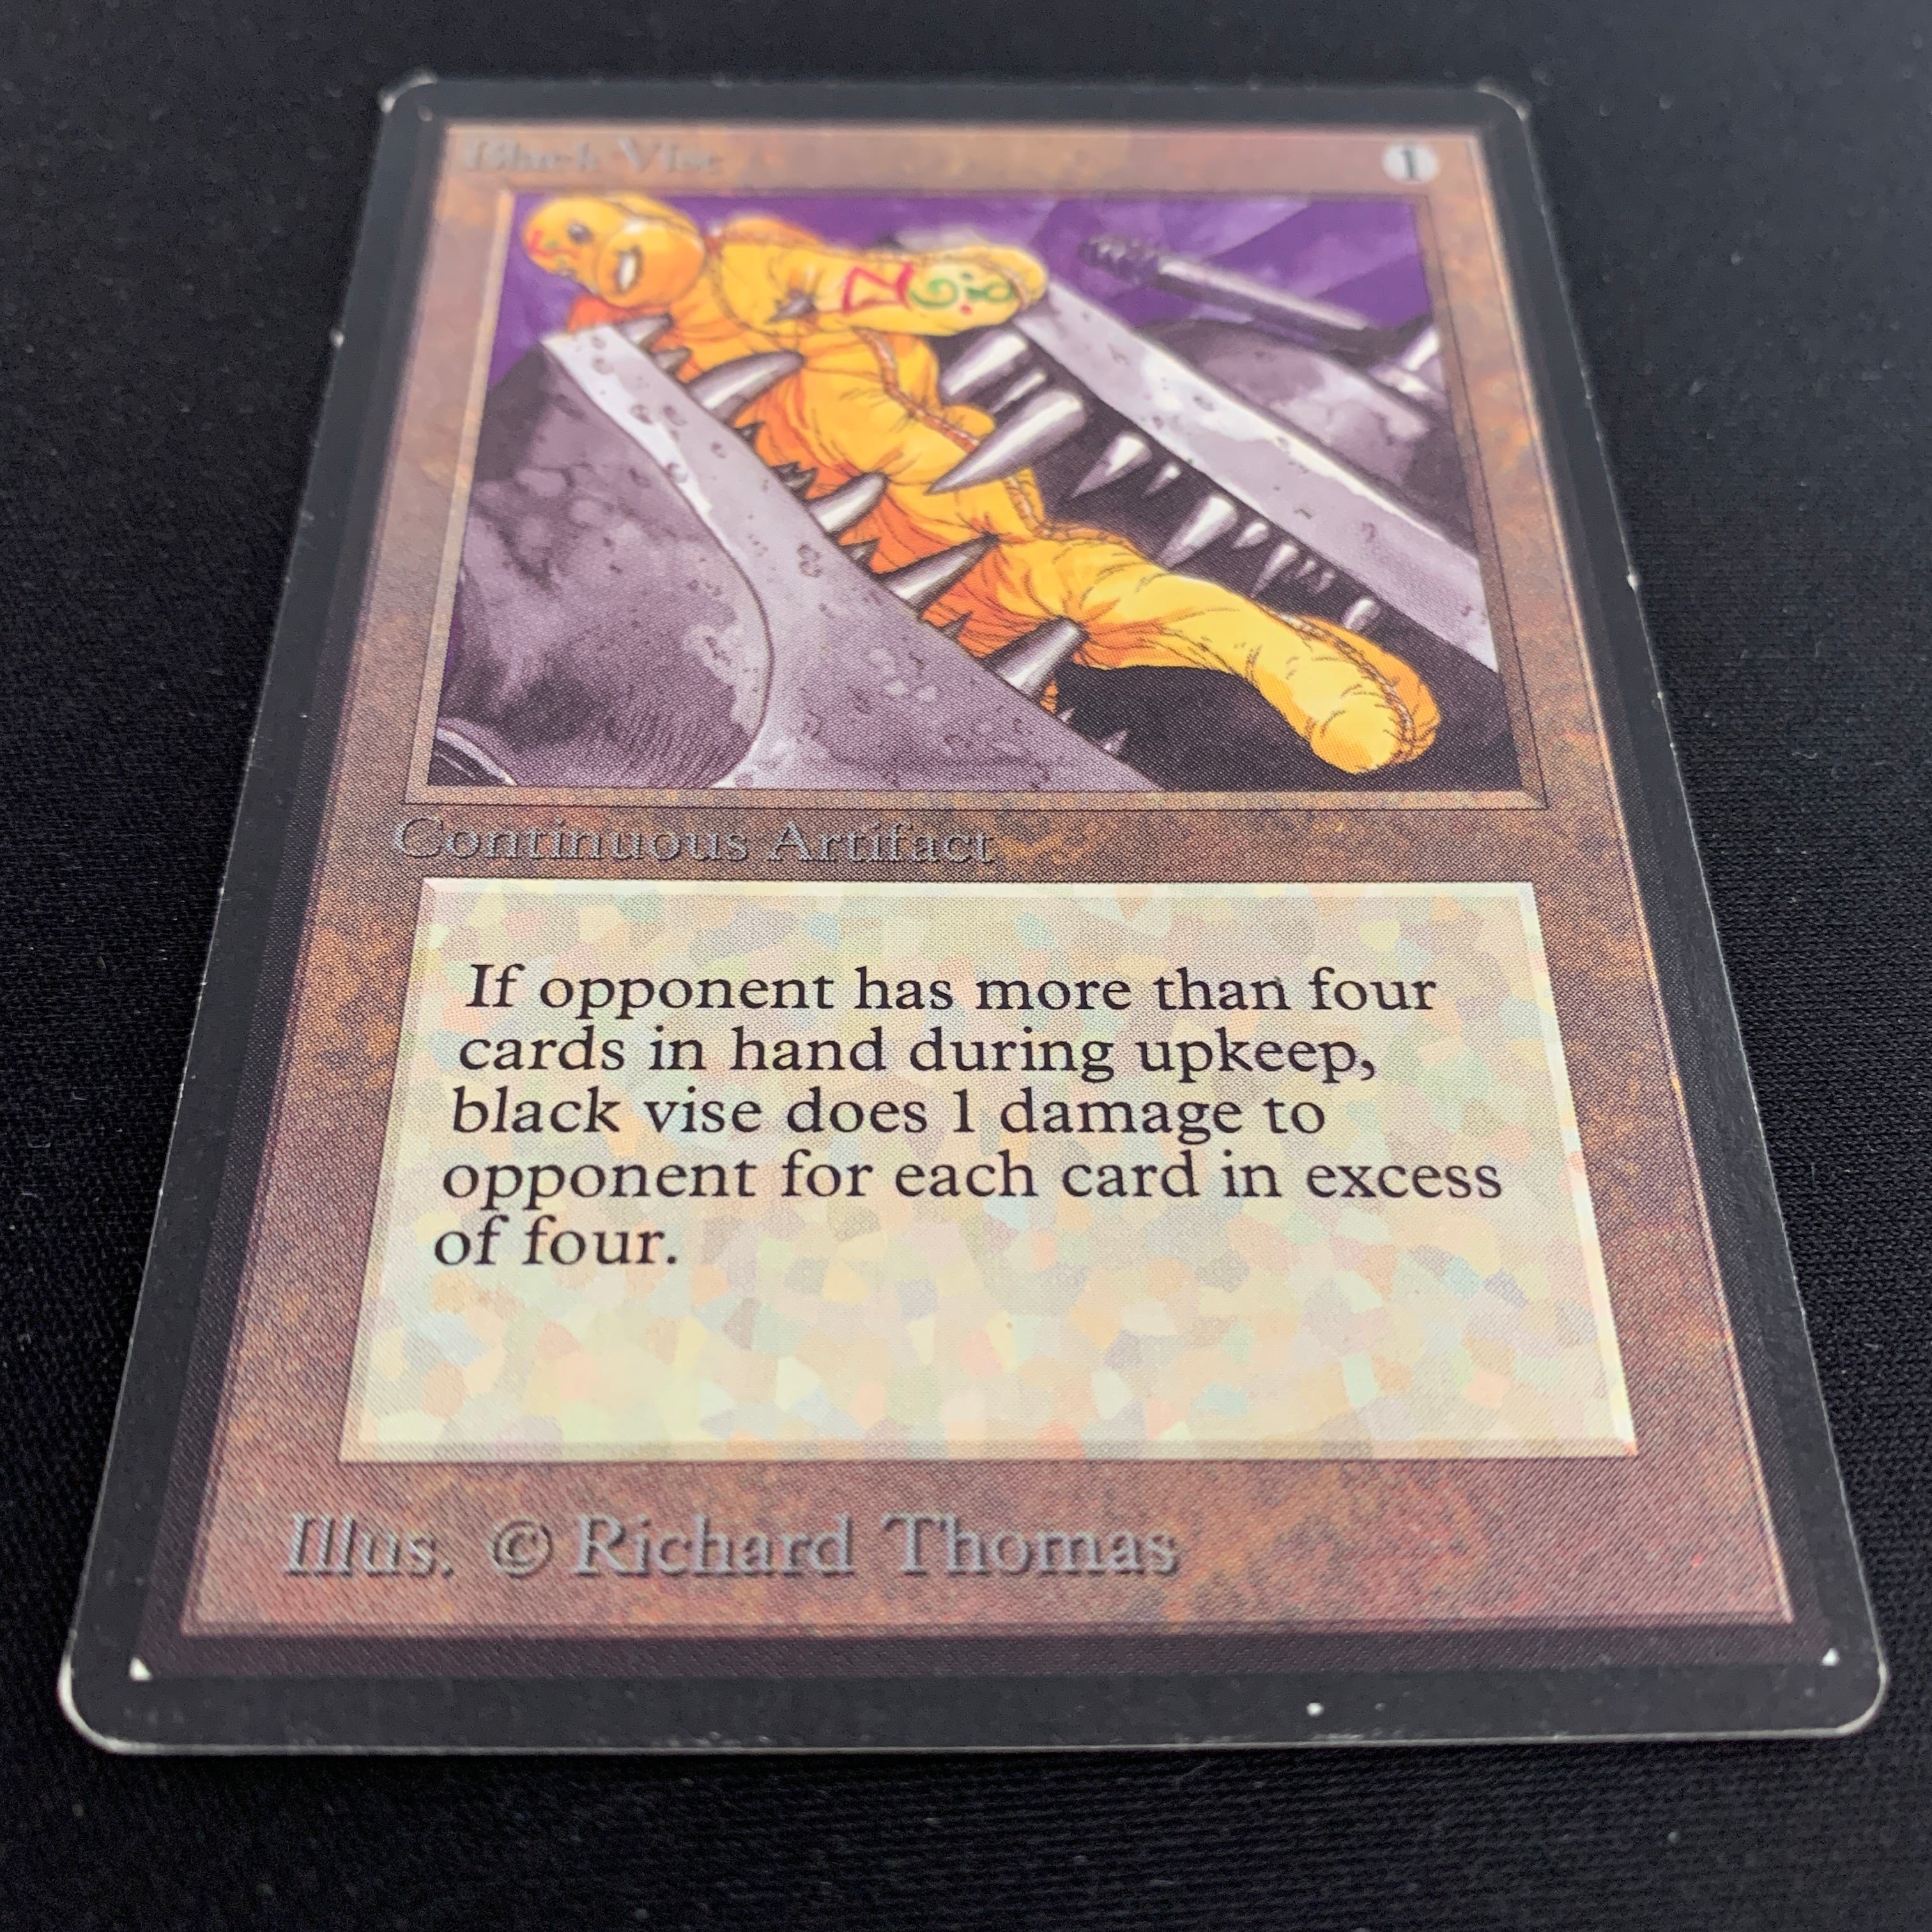 Black Vise 1
Continuous Artifact
If opponent has more than four
cards in hand during upkeep,
black vise does 1 damage to
opponent for each card in excess
of four.
Illus. © Richard Thomas